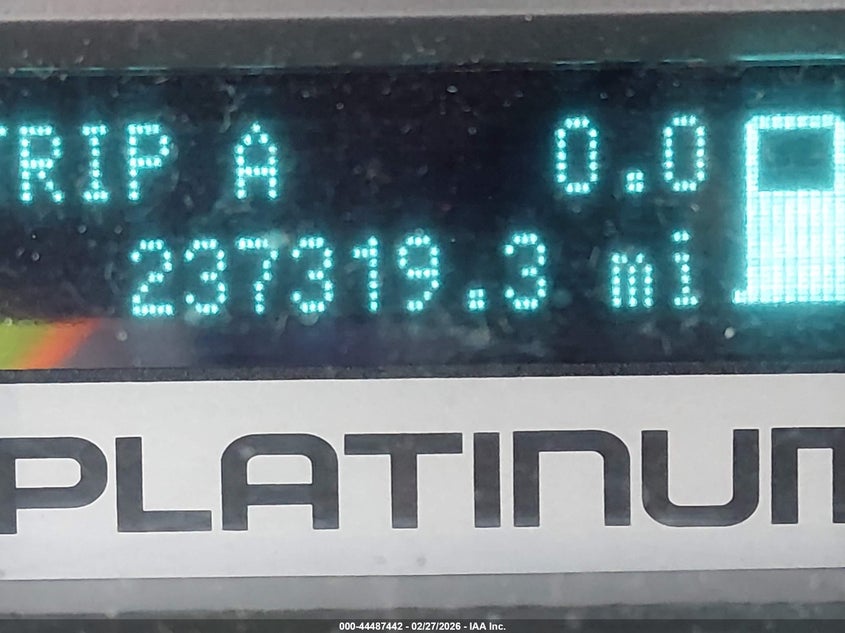 TRIP A 0.0
237319.3 mi
PLATINUM
000-44487442 - 02/27/2026 - IAA Inc.